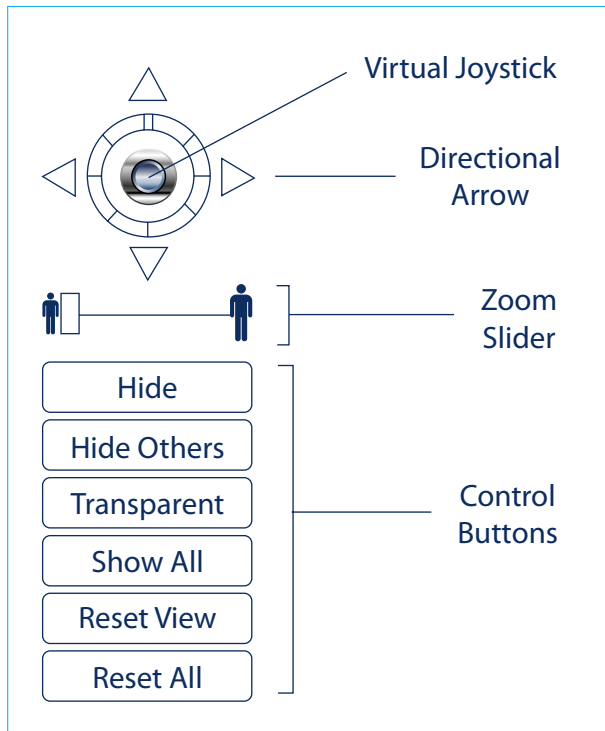 Virtual Joystick
Directional
Arrow
Zoom
Slider
Hide
Hide Others
Transparent
Show All
Reset View
Reset All
Control
Buttons